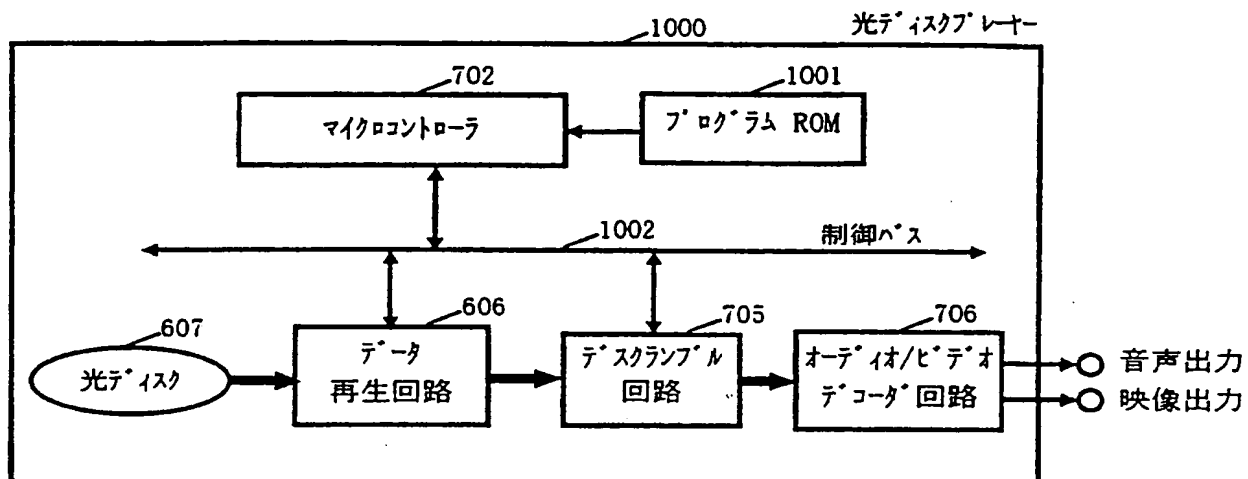 1000
光ディスクプレーヤー
702
1001
マイクロコントローラ
プログラム ROM
1002
制御バス
607
606
705
706
光ディスク
データ
再生回路
デスクランブル
回路
オーディオ/ビデオ
デコーダ回路
音声出力
映像出力